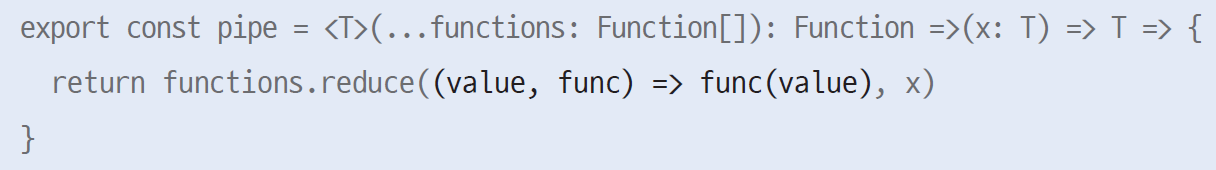 export const pipe = <T>(...functions: Function[]): Function =>(x: T) => T => {
return functions.reduce((value, func) => func(value), x)
}